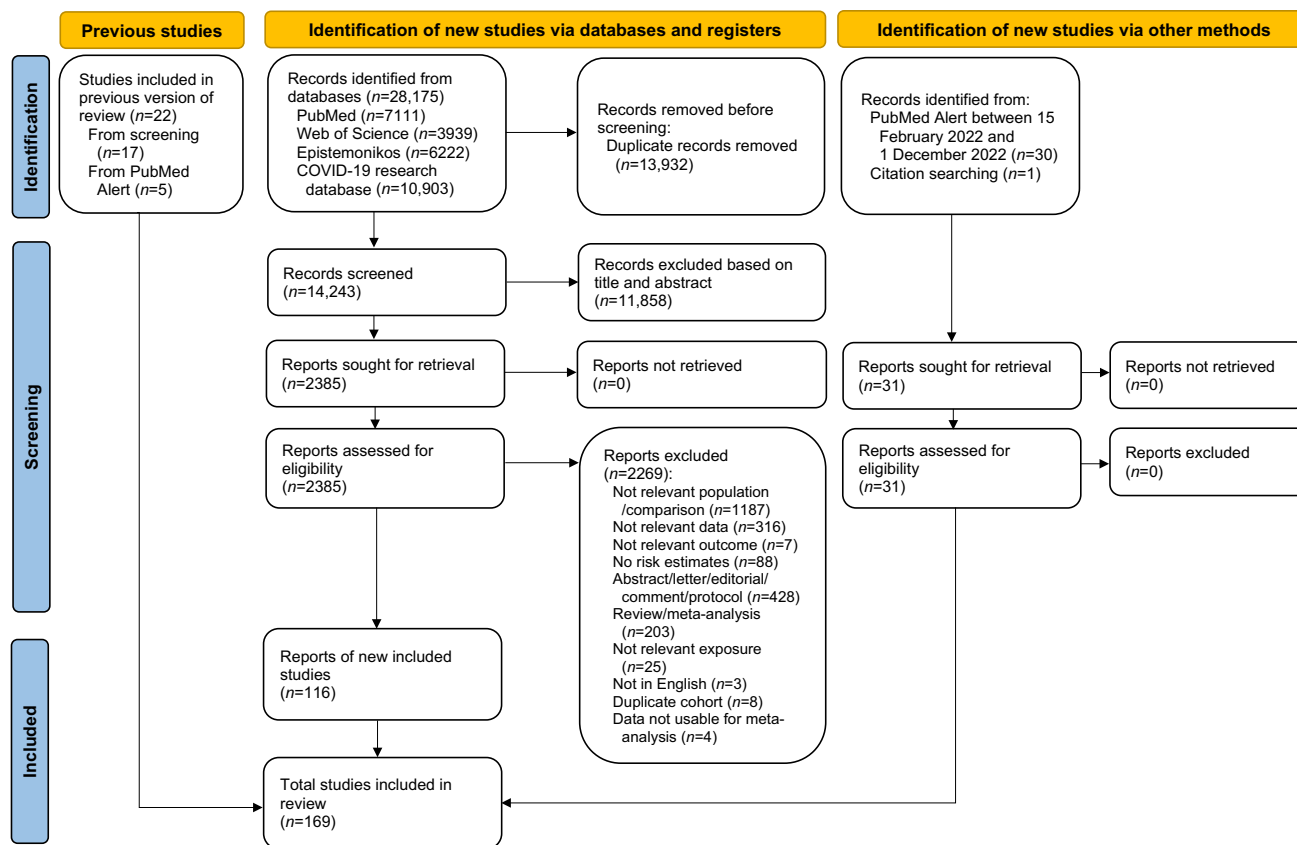 Previous studies
Identification of new studies via databases and registers
Identification of new studies via other methods
Identification
Studies included in
previous version of
review (n=22)
From screening
(n=17)
From PubMed
Alert (n=5)
Records identified from
databases (n=28,175)
PubMed (n=7111)
Web of Science (n=3939)
Epistemonikos (n=6222)
COVID-19 research
database (n=10,903)
Records removed before
screening:
Duplicate records removed
(n=13,932)
Records identified from:
PubMed Alert between 15
February 2022 and
1 December 2022 (n=30)
Citation searching (n=1)
Screening
Records screened
(n=14,243)
Records excluded based on
title and abstract
(n=11,858)
Reports sought for retrieval
(n=2385)
Reports not retrieved
(n=0)
Reports sought for retrieval
(n=31)
Reports not retrieved
(n=0)
Reports assessed for
eligibility
(n=2385)
Reports excluded
(n=2269):
Not relevant population
/comparison (n=1187)
Not relevant data (n=316)
Not relevant outcome (n=7)
No risk estimates (n=88)
Abstract/letter/editorial/
comment/protocol (n=428)
Review/meta-analysis
(n=203)
Not relevant exposure
(n=25)
Not in English (n=3)
Duplicate cohort (n=8)
Data not usable for meta-
analysis (n=4)
Reports assessed for
eligibility
(n=31)
Reports excluded
(n=0)
Included
Reports of new included
studies
(n=116)
Total studies included in
review
(n=169)